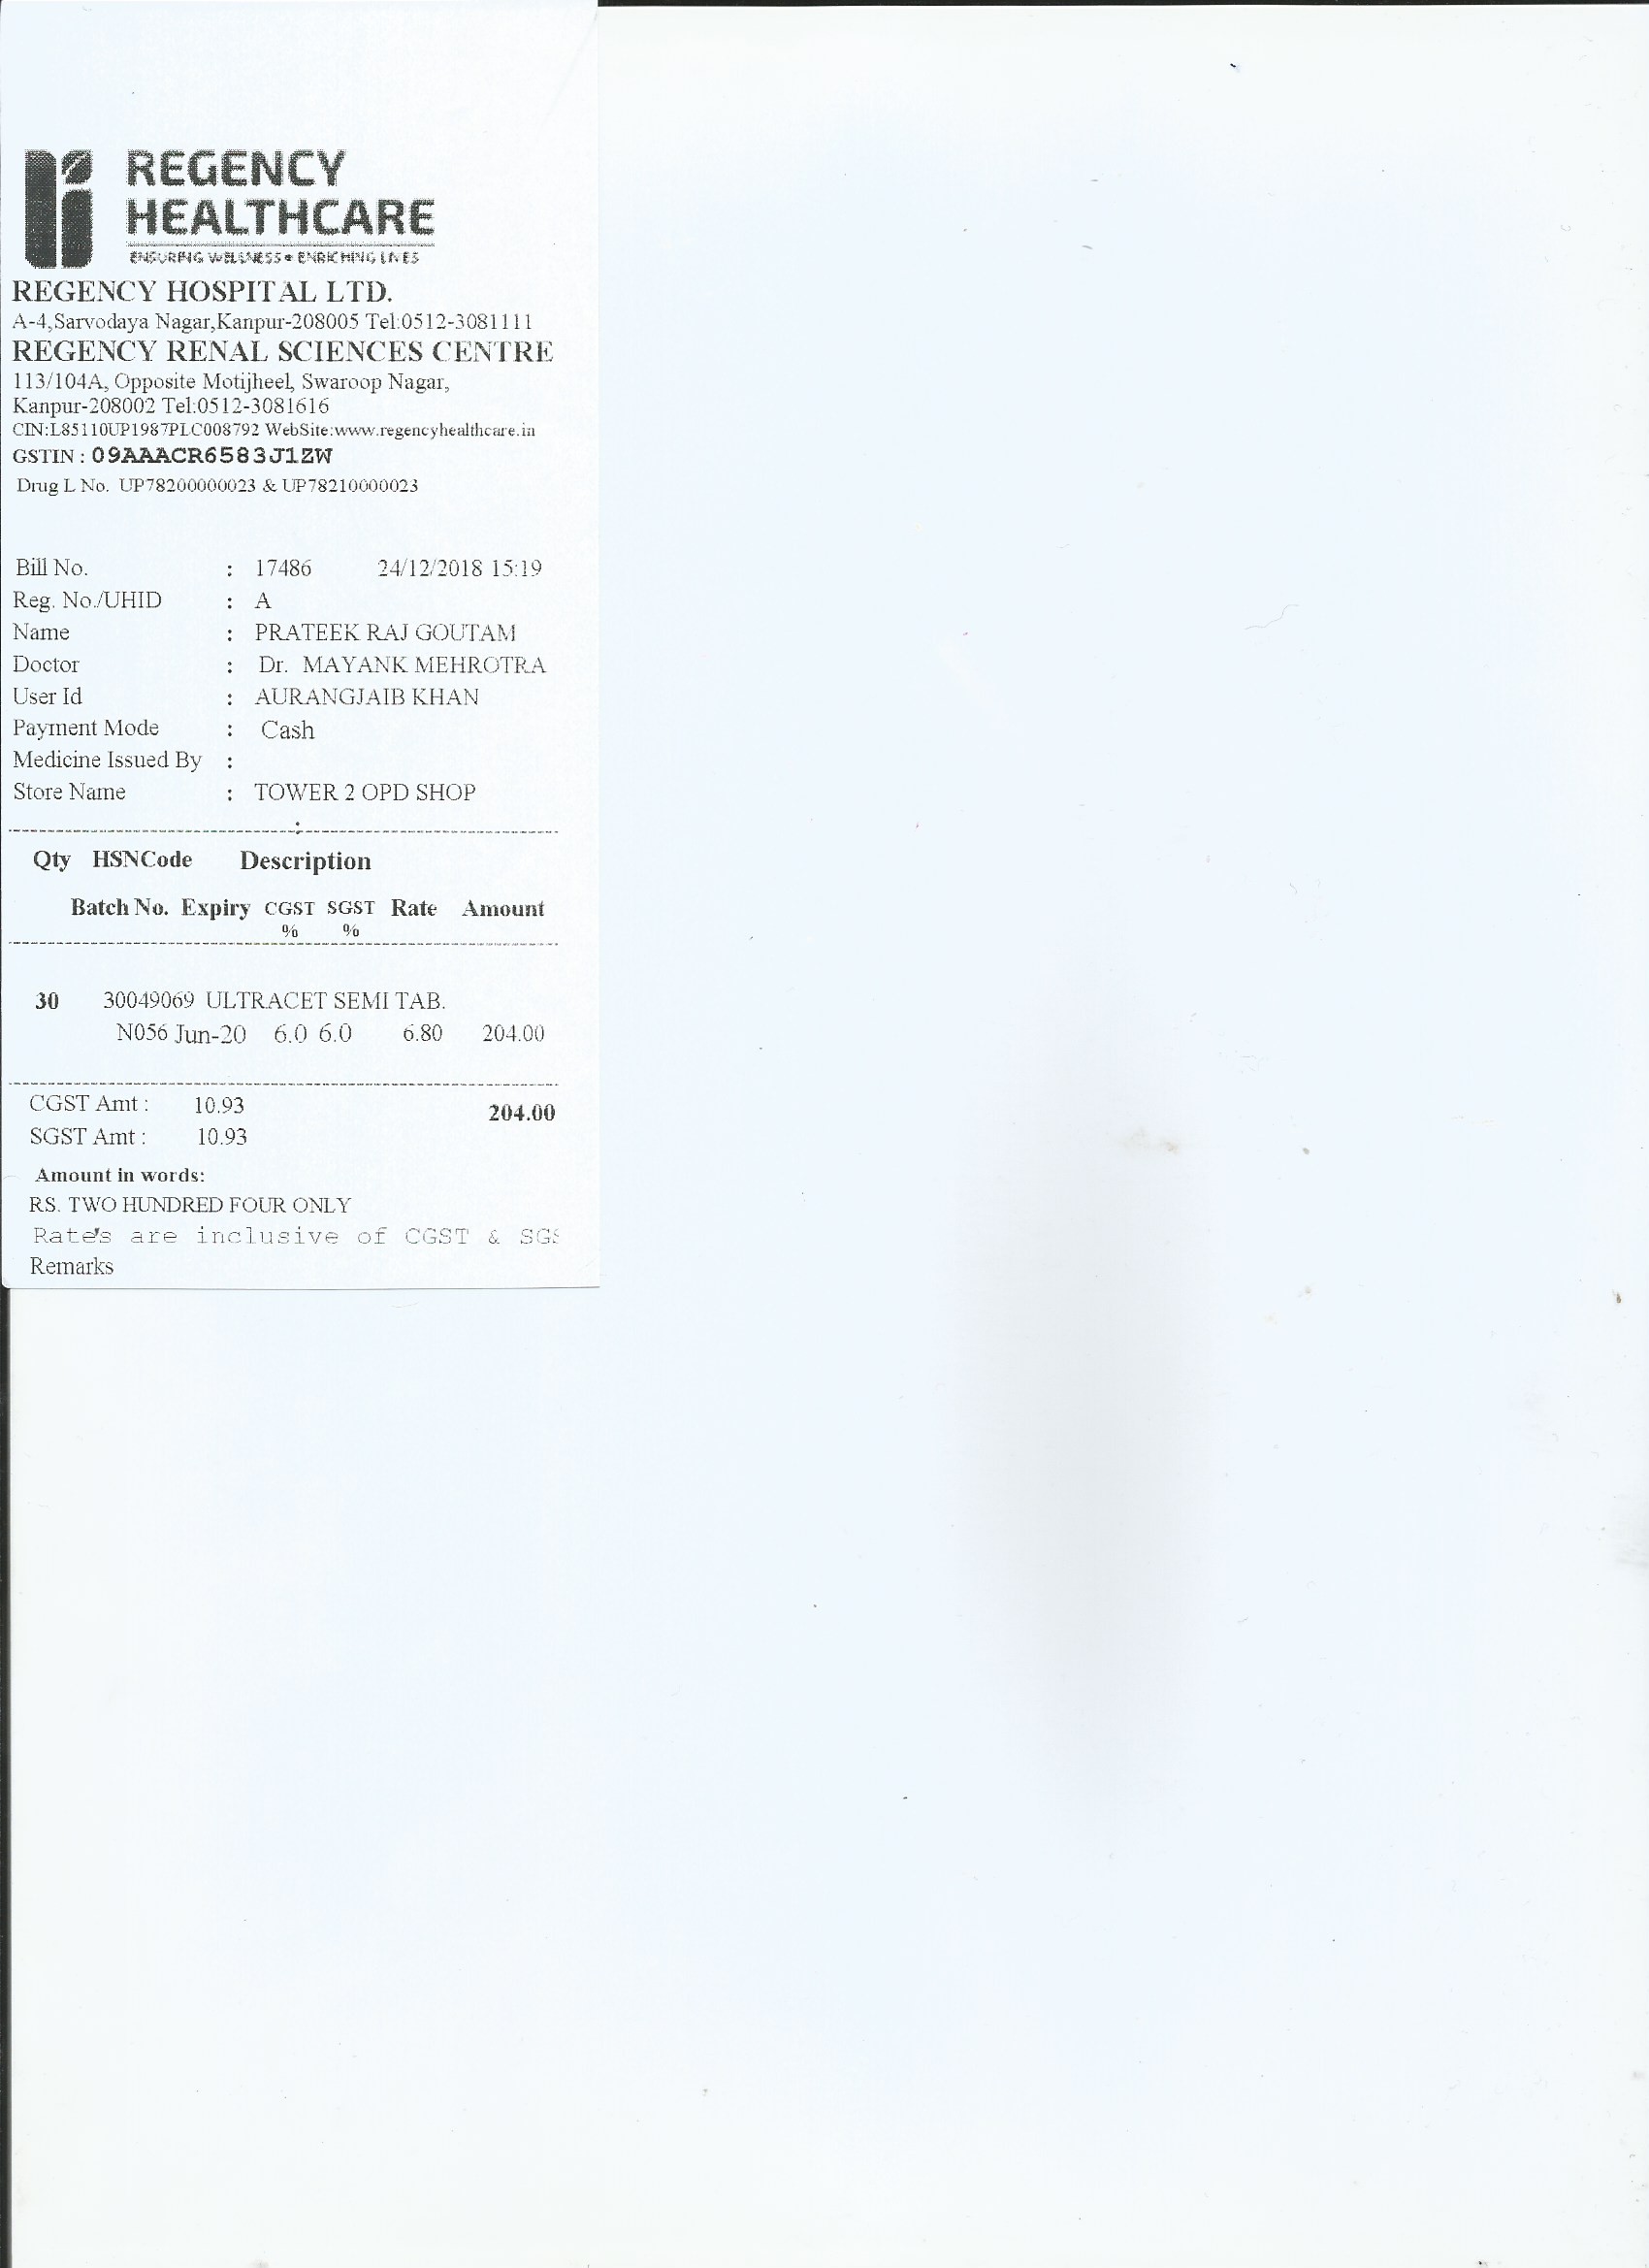 REGENCY
HEALTHCARE
ENSURING WELLNESS • ENRICHING LIVES
REGENCY HOSPITAL LTD.
A-4,Sarvodaya Nagar,Kanpur-208005 Tel:0512-3081111
REGENCY RENAL SCIENCES CENTRE
113/104A, Opposite Motijheel, Swaroop Nagar,
Kanpur-208002 Tel:0512-3081616
CIN:L85110UP1987PLC008792 WebSite:www.regencyhealthcare.in
GSTIN : 09AAACR6583J1ZW
Drug L No. UP78200000023 & UP78210000023
Bill No. : 17486 24/12/2018 15:19
Reg. No./UHID : A
Name : PRATEEK RAJ GOUTAM
Doctor : Dr. MAYANK MEHROTRA
User Id : AURANGJAIB KHAN
Payment Mode : Cash
Medicine Issued By :
Store Name : TOWER 2 OPD SHOP
Qty HSNCode Description
Batch No. Expiry CGST SGST Rate Amount
% %
30 30049069 ULTRACET SEMI TAB.
N056 Jun-20 6.0 6.0 6.80 204.00
CGST Amt : 10.93 204.00
SGST Amt : 10.93
Amount in words:
RS. TWO HUNDRED FOUR ONLY
Rate's are inclusive of CGST & SGS
Remarks